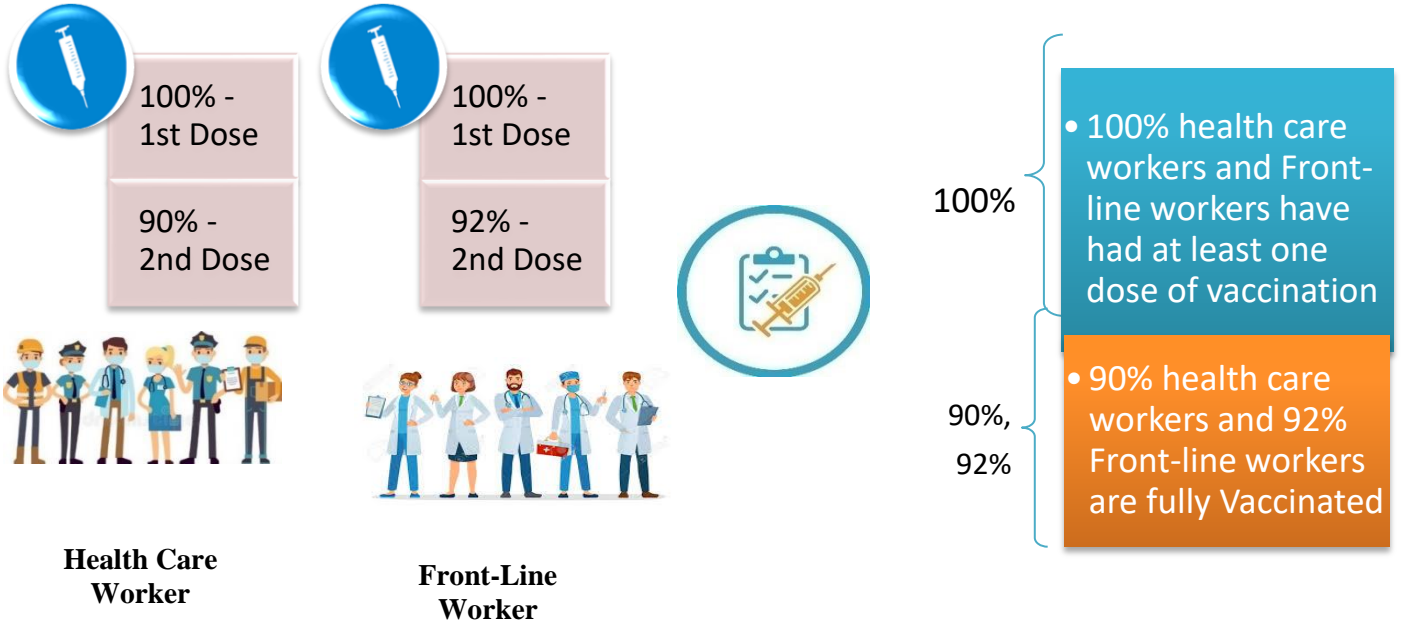 100% -
1st Dose
90% -
2nd Dose
Health Care
Worker
100% -
1st Dose
92% -
2nd Dose
Front-Line
Worker
100%
• 100% health care
workers and Front-
line workers have
had at least one
dose of vaccination
90%,
92%
• 90% health care
workers and 92%
Front-line workers
are fully Vaccinated